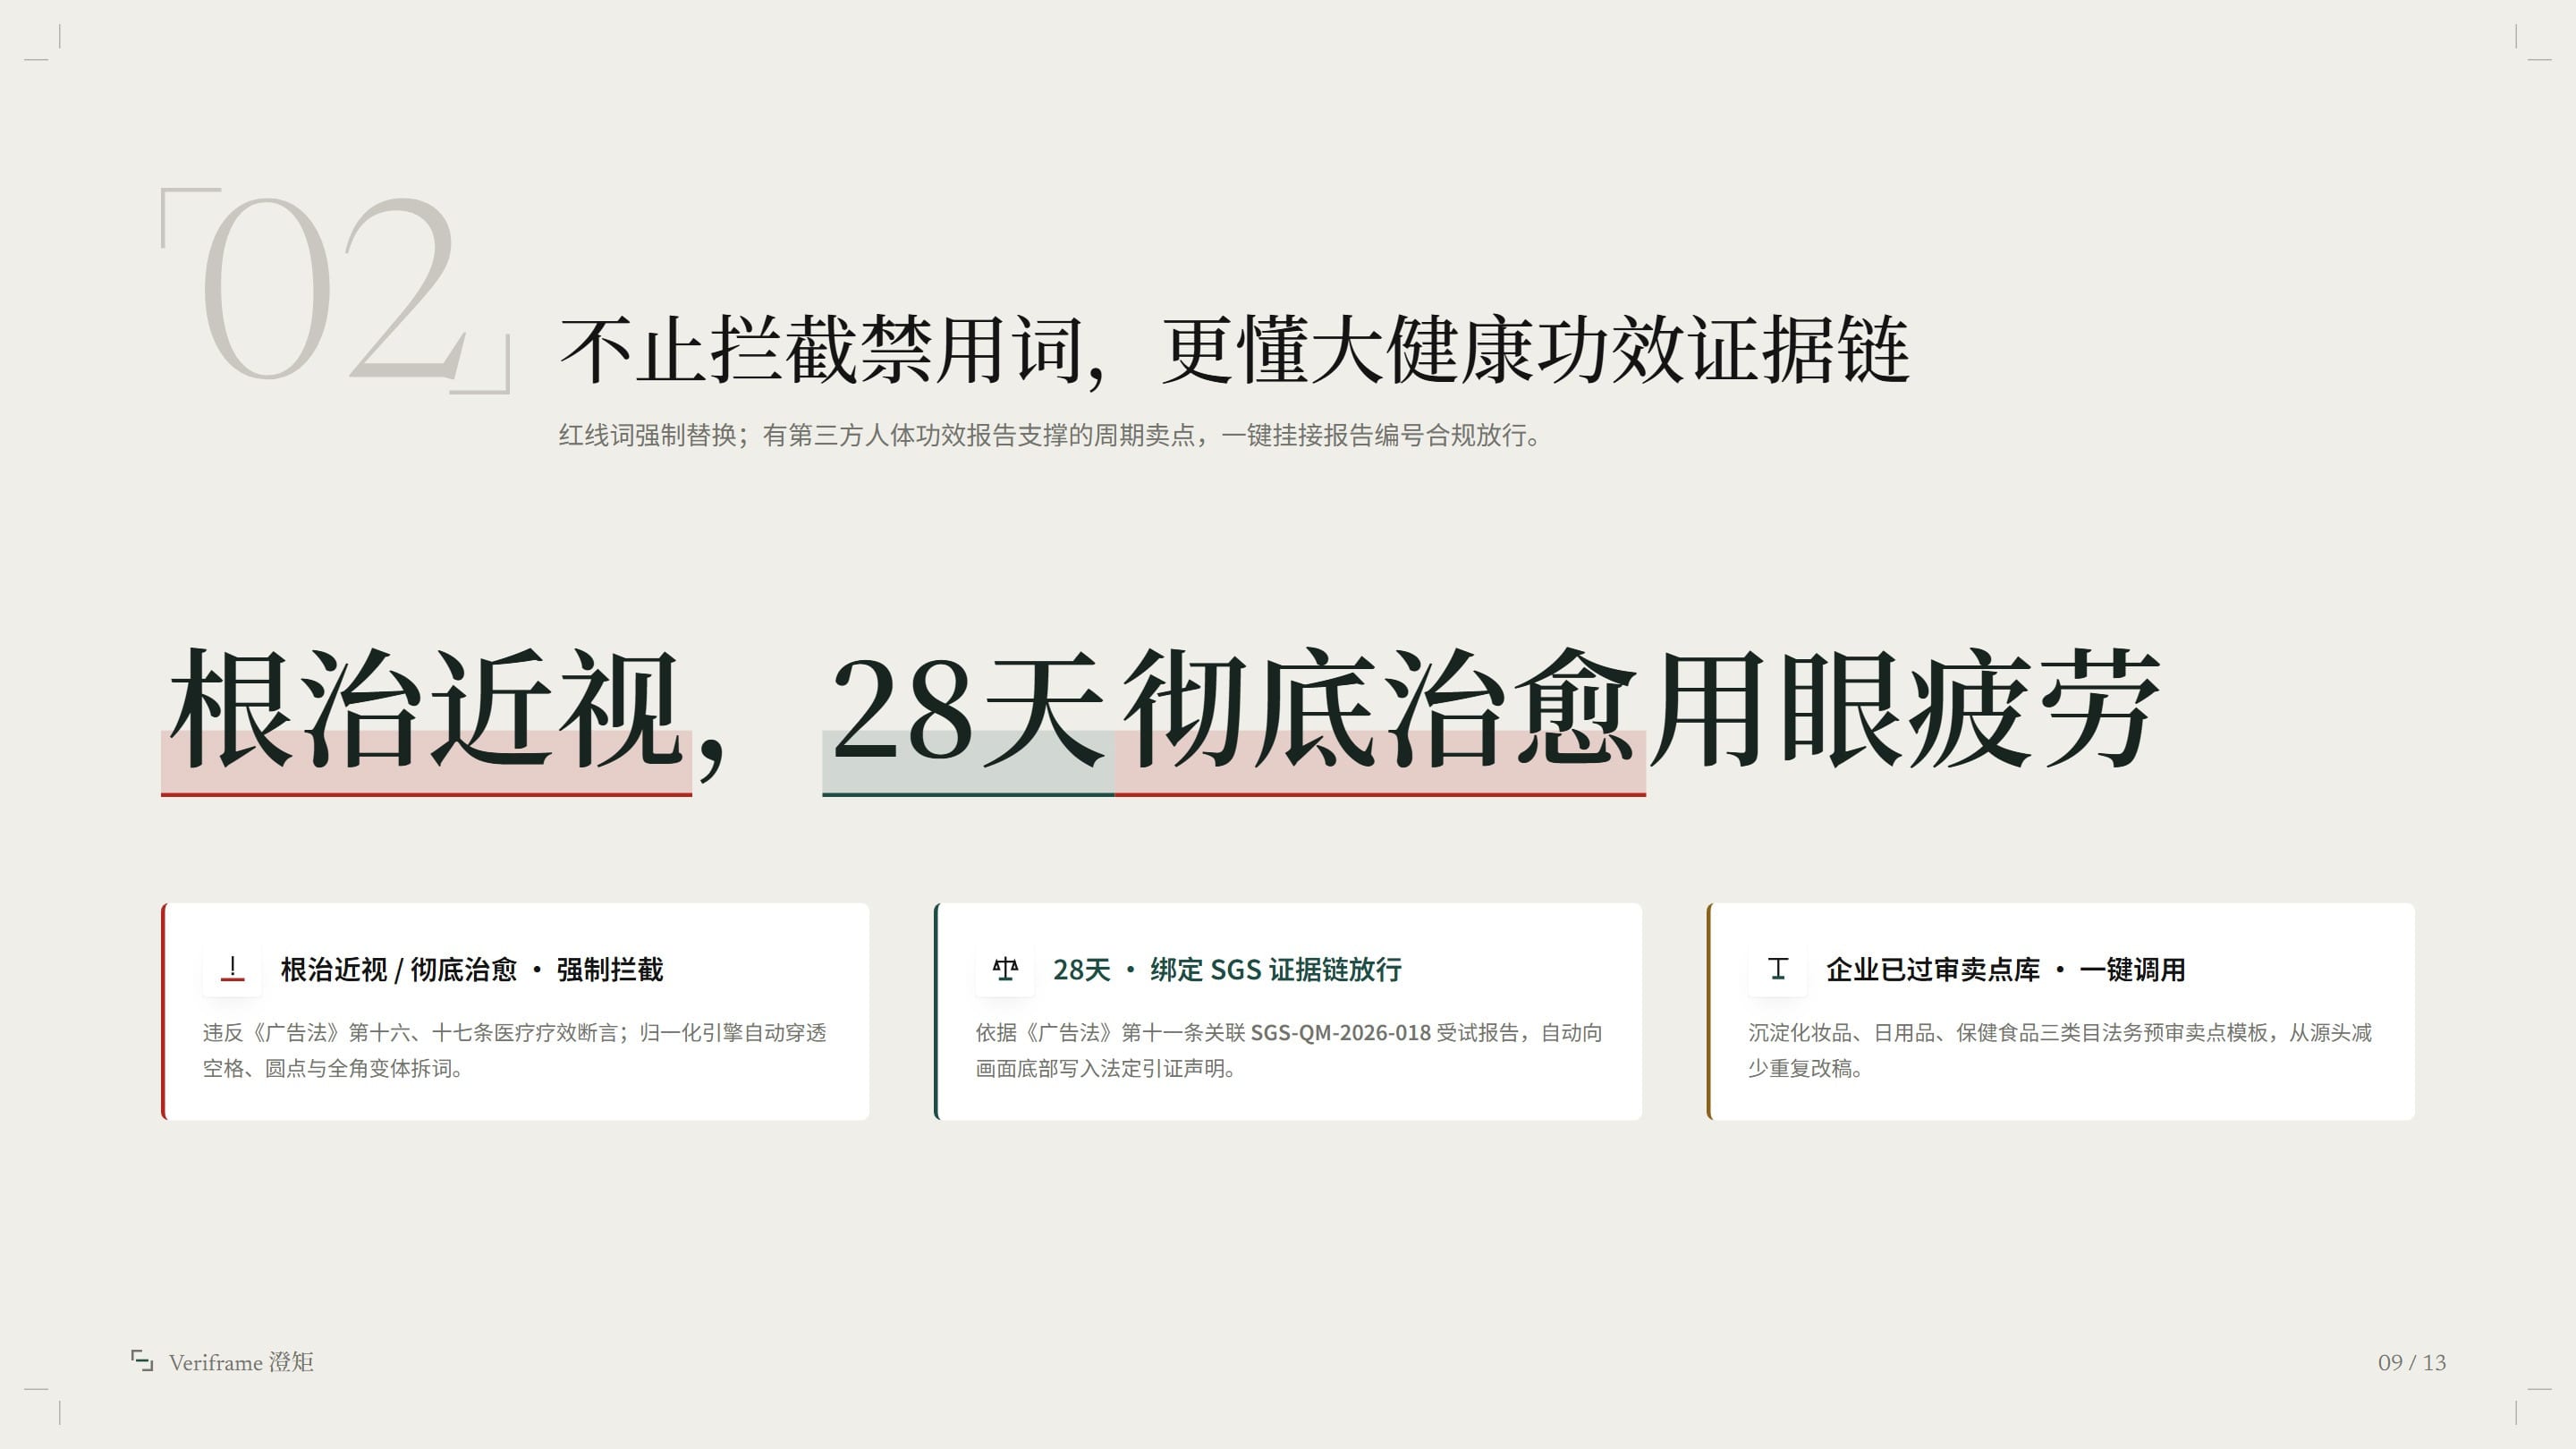 02
不止拦截禁用词，更懂大健康功效证据链
红线词强制替换；有第三方人体功效报告支撑的周期卖点，一键挂接报告编号合规放行。
根治近视，28天彻底治愈用眼疲劳
根治近视 / 彻底治愈 · 强制拦截
违反《广告法》第十六、十七条医疗疗效断言；归一化引擎自动穿透
空格、圆点与全角变体拆词。
28天 · 绑定 SGS 证据链放行
依据《广告法》第十一条关联 SGS-QM-2026-018 受试报告，自动向
画面底部写入法定引证声明。
企业已过审卖点库 · 一键调用
沉淀化妆品、日用品、保健食品三类目法务预审卖点模板，从源头减
少重复改稿。
Veriframe 澄矩
09 / 13